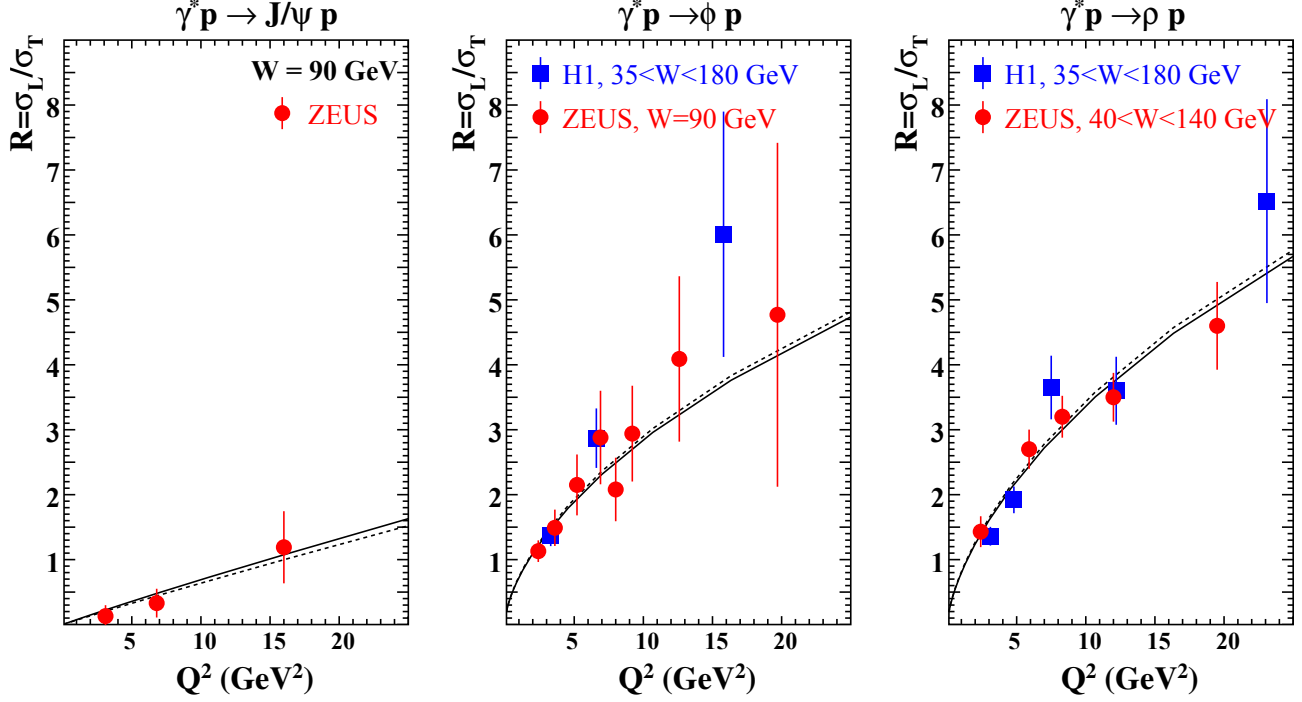 γ*p → J/ψ p
R=σL/σT
W = 90 GeV
ZEUS
8
7
6
5
4
3
2
1
5 10 15 20
Q² (GeV²)
γ*p →φ p
R=σL/σT
H1, 35<W<180 GeV
ZEUS, W=90 GeV
8
7
6
5
4
3
2
1
5 10 15 20
Q² (GeV²)
γ*p →ρ p
R=σL/σT
H1, 35<W<180 GeV
ZEUS, 40<W<140 GeV
8
7
6
5
4
3
2
1
5 10 15 20
Q² (GeV²)